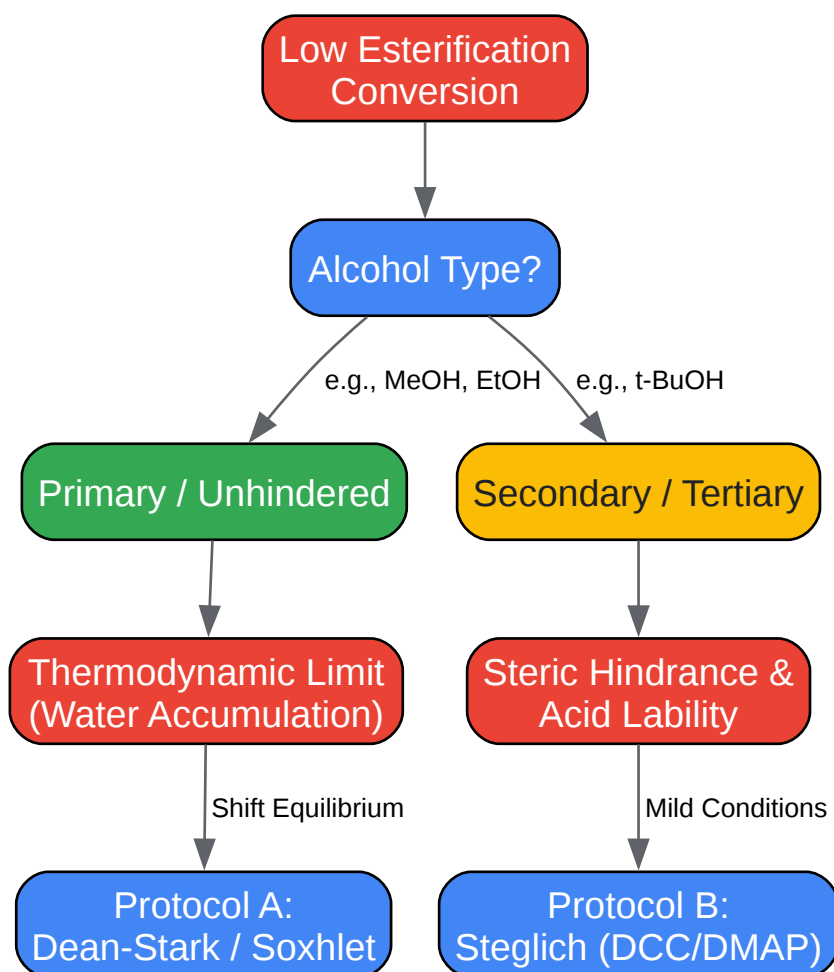 Low Esterification
Conversion
Alcohol Type?
e.g., MeOH, EtOH
e.g., t-BuOH
Primary / Unhindered
Secondary / Tertiary
Thermodynamic Limit
(Water Accumulation)
Steric Hindrance &
Acid Lability
Shift Equilibrium
Mild Conditions
Protocol A:
Dean-Stark / Soxhlet
Protocol B:
Steglich (DCC/DMAP)